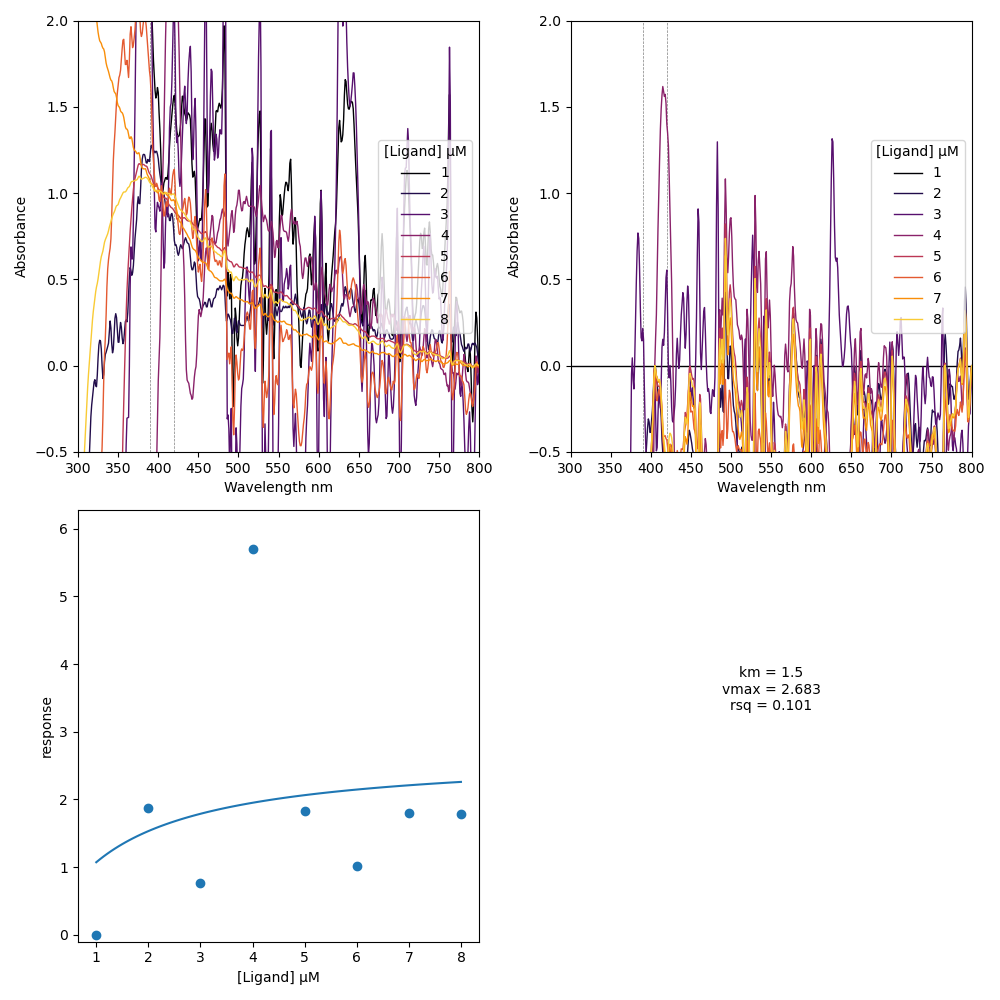 2.0
1.5
1.0
0.5
0.0
−0.5
300 350 400 450 500 550 600 650 700 750 800
Absorbance
Wavelength nm
[Ligand] µM
1
2
3
4
5
6
7
8
2.0
1.5
1.0
0.5
0.0
−0.5
300 350 400 450 500 550 600 650 700 750 800
Absorbance
Wavelength nm
[Ligand] µM
1
2
3
4
5
6
7
8
6
5
4
3
2
1
0
1 2 3 4 5 6 7 8
response
[Ligand] µM
km = 1.5
vmax = 2.683
rsq = 0.101